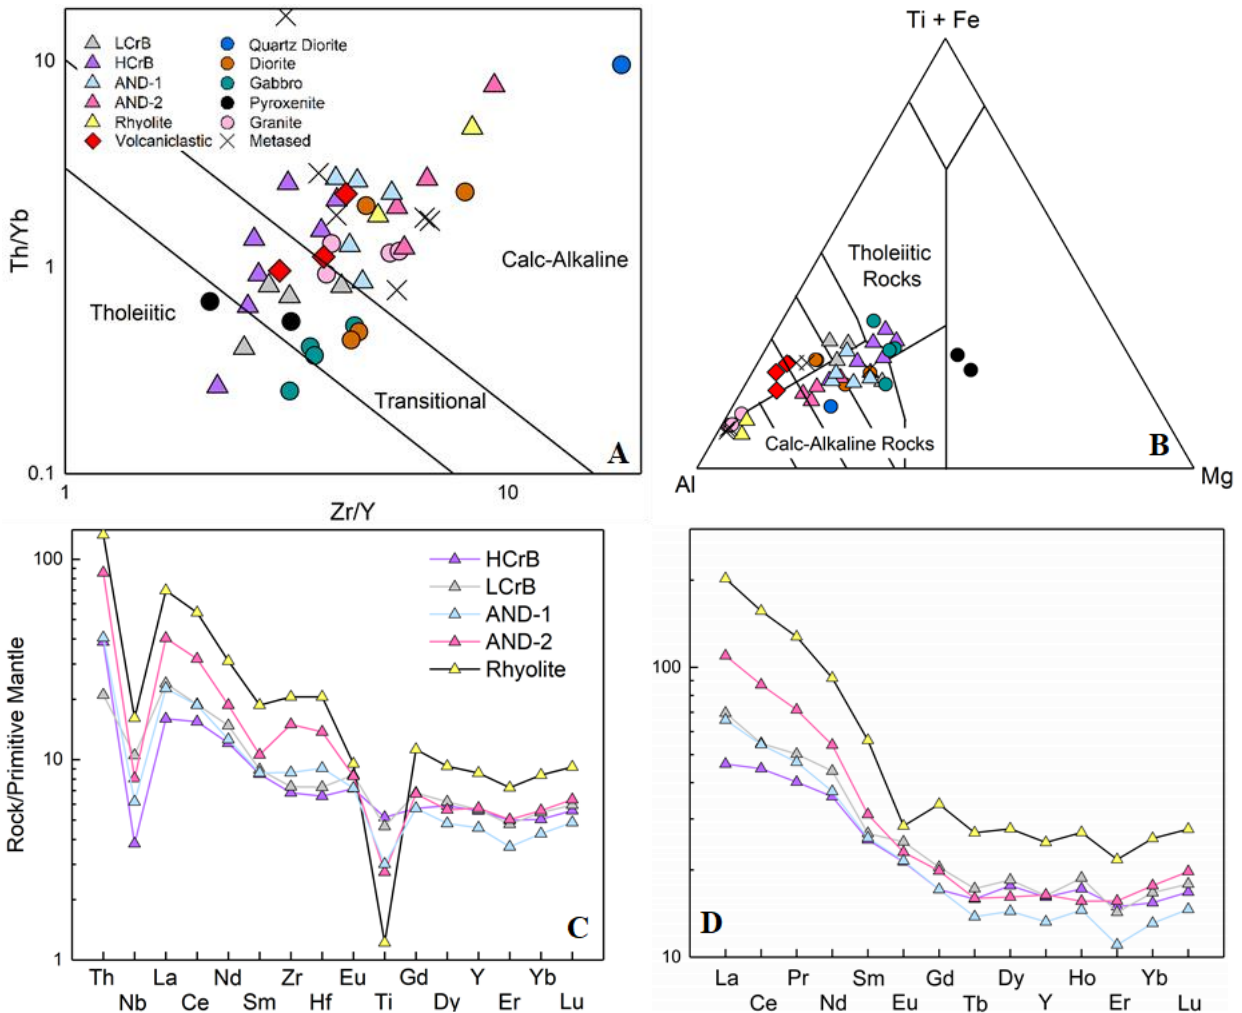 A
10
1
0.1
Th/Yb
LCrB
HCrB
AND-1
AND-2
Rhyolite
Volcaniclastic
Quartz Diorite
Diorite
Gabbro
Pyroxenite
Granite
Metased
Calc-Alkaline
Tholeiitic
Transitional
1
10
Zr/Y
Ti + Fe
Tholeiitic
Rocks
Calc-Alkaline Rocks
B
Al
Mg
Rock/Primitive Mantle
100
10
1
HCrB
LCrB
AND-1
AND-2
Rhyolite
C
Th La Nd Zr Eu Gd Y Yb
Nb Ce Sm Hf Ti Dy Er Lu
100
10
D
La Pr Sm Gd Dy Ho Yb
Ce Nd Eu Tb Y Er Lu